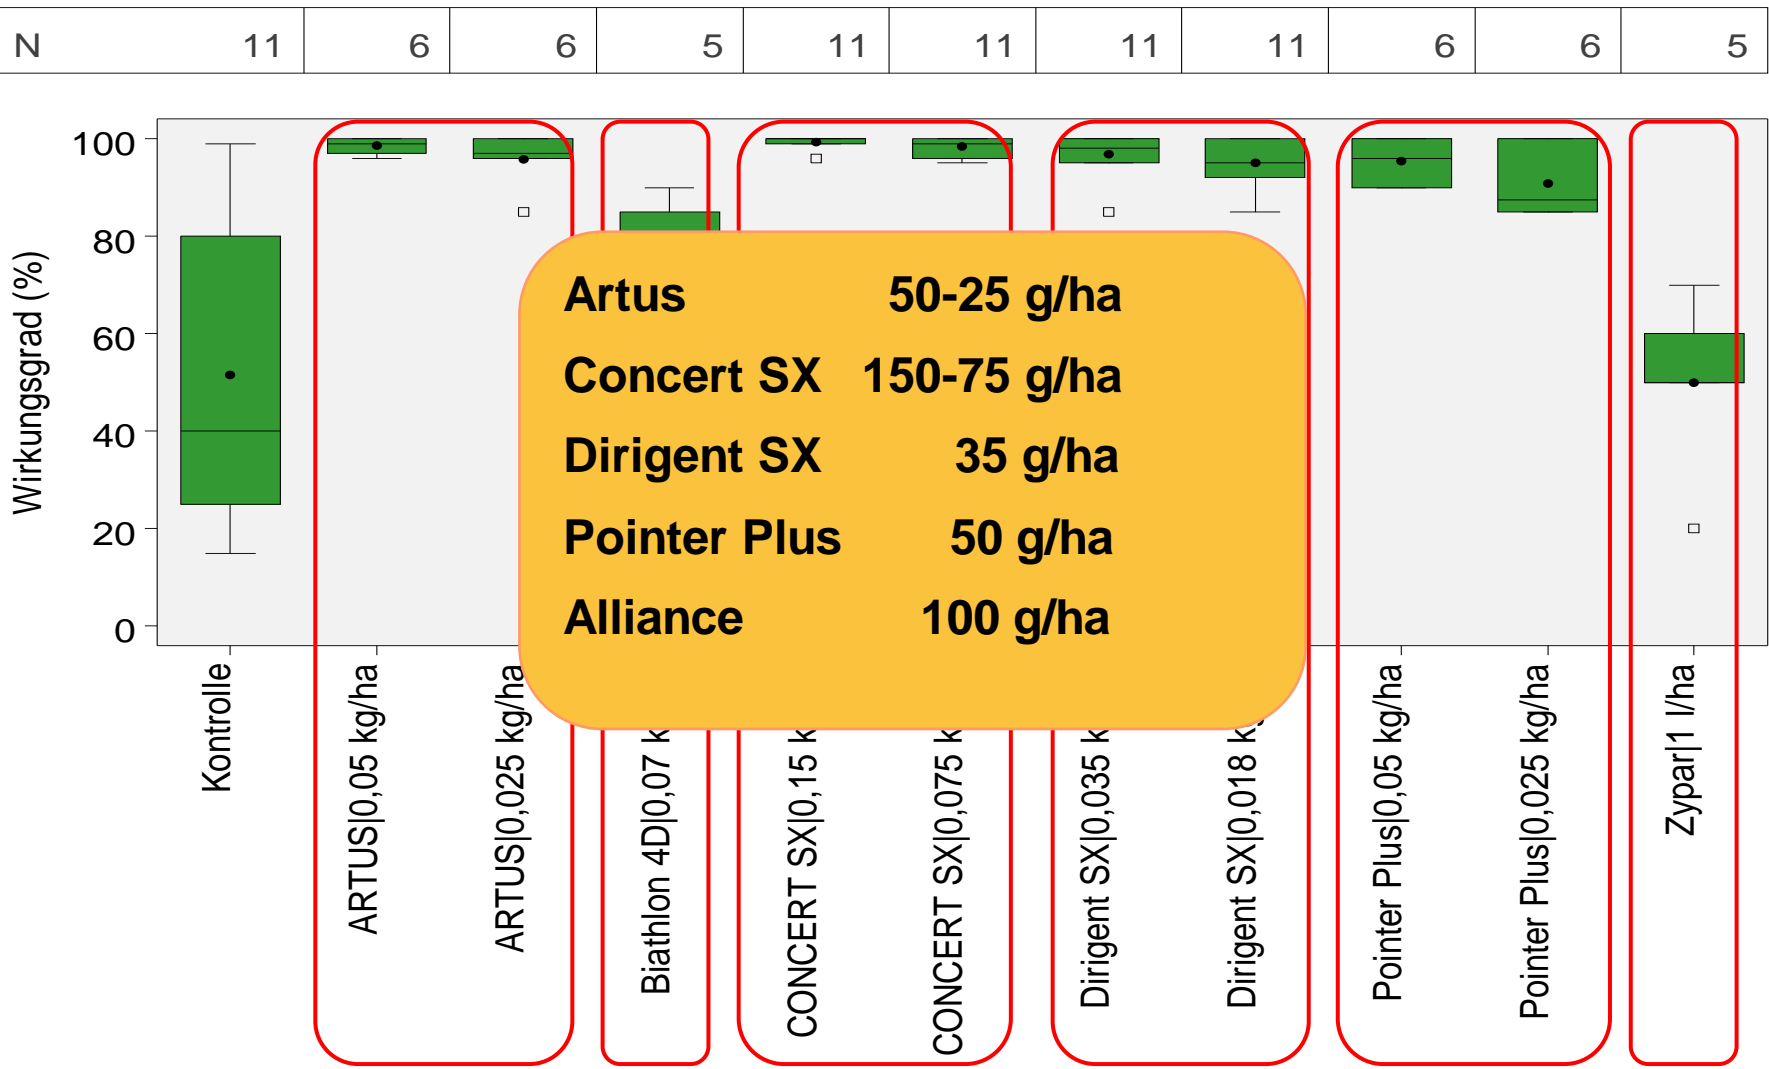 N 11 6 6 5 11 11 11 11 6 6 5
Wirkungsgrad (%)
100
80
60
40
20
0
Artus 50-25 g/ha
Concert SX 150-75 g/ha
Dirigent SX 35 g/ha
Pointer Plus 50 g/ha
Alliance 100 g/ha
Kontrolle
ARTUS|0,05 kg/ha
ARTUS|0,025 kg/ha
Biathlon 4D|0,07 k
CONCERT SX|0,15 k
CONCERT SX|0,075 k
Dirigent SX|0,035 k
Dirigent SX|0,018 k
Pointer Plus|0,05 kg/ha
Pointer Plus|0,025 kg/ha
Zypar|1 l/ha